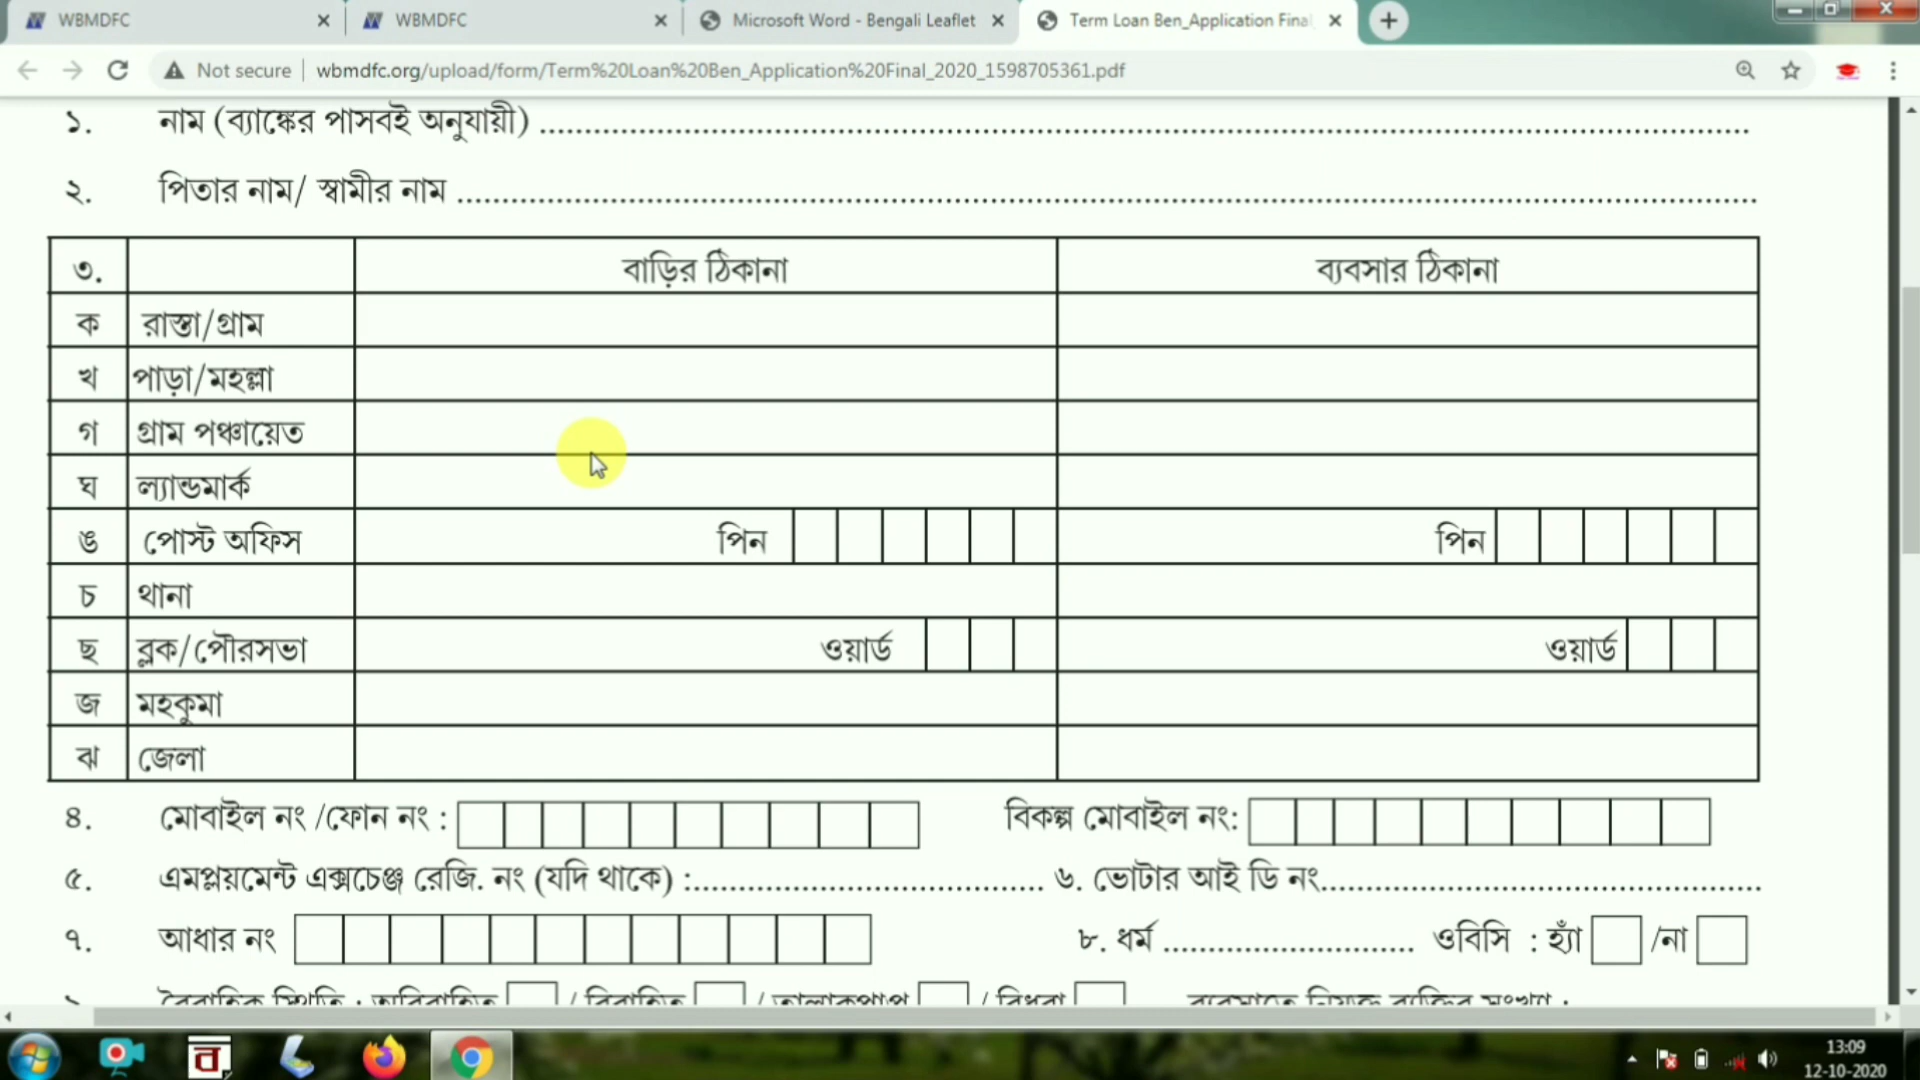 WBMDFC
WBMDFC
Microsoft Word - Bengali Leaflet
Term Loan Ben_Application Fina
Not secure
wbmdfc.org/upload/form/Term%20Loan%20Ben_Application%20Final_2020_1598705361.pdf
১. নাম (ব্যাঙ্কের পাসবই অনুযায়ী)
২. পিতার নাম/ স্বামীর নাম
৩. বাড়ির ঠিকানা ব্যবসার ঠিকানা
ক রাস্তা/গ্রাম
খ পাড়া/মহল্লা
গ গ্রাম পঞ্চায়েত
ঘ ল্যান্ডমার্ক
ঙ পোস্ট অফিস পিন পিন
চ থানা
ছ ব্লক/পৌরসভা ওয়ার্ড ওয়ার্ড
জ মহকুমা
ঝ জেলা
৪. মোবাইল নং /ফোন নং : বিকল্প মোবাইল নং:
৫. এমপ্লয়মেন্ট এক্সচেঞ্জ রেজি. নং (যদি থাকে) : ৬. ভোটার আই ডি নং
৭. আধার নং ৮. ধর্ম ওবিসি : হ্যাঁ /না
বৈবাহিক স্থিতি : অবিবাহিত / বিবাহিত / / বিধবা
13:09
12-10-2020